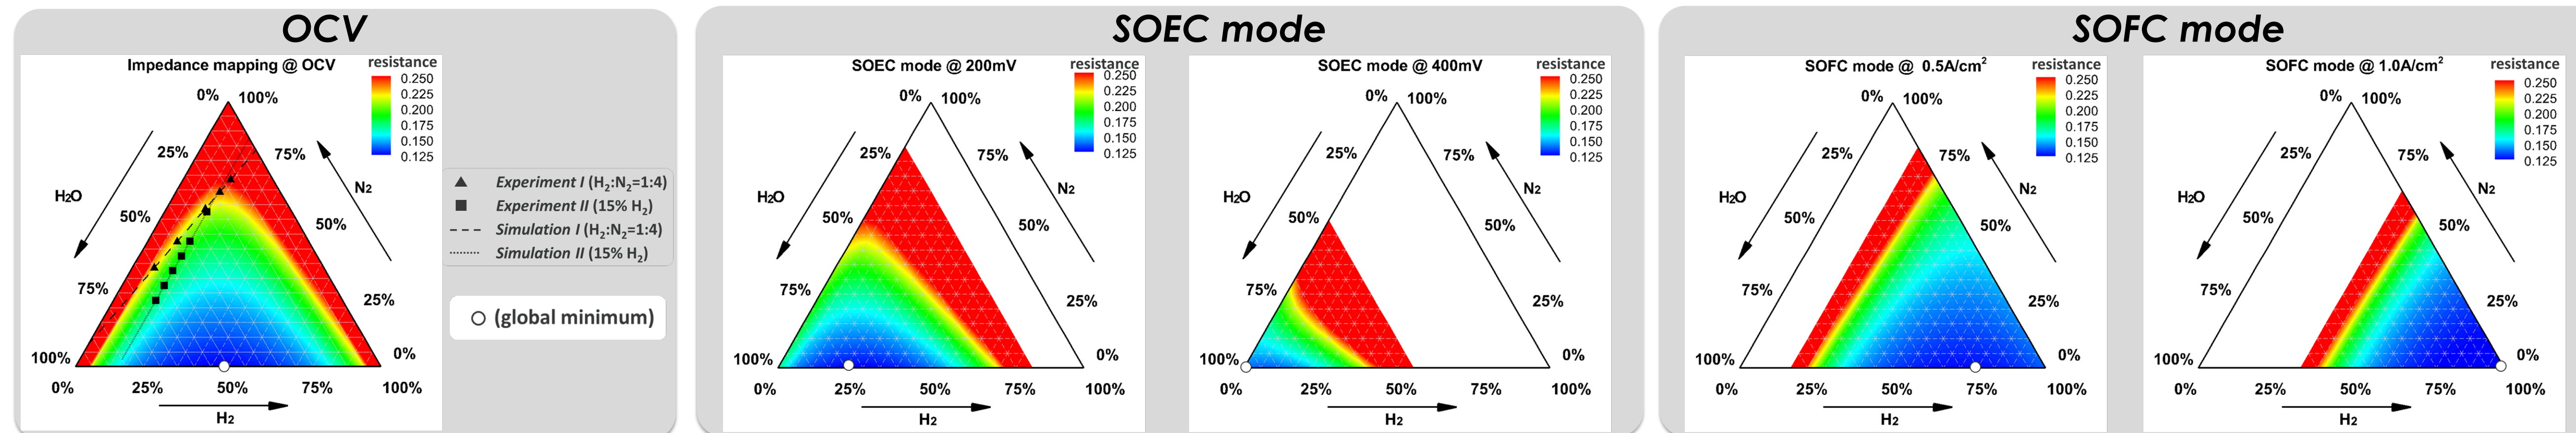 OCV
Impedance mapping @ OCV
resistance
0.250
0.225
0.200
0.175
0.150
0.125
0% 100%
25% 75%
H₂O N₂
50% 50%
75% 25%
100% 0%
0% 25% 50% 75% 100%
H₂
Experiment I (H₂:N₂=1:4)
Experiment II (15% H₂)
Simulation I (H₂:N₂=1:4)
Simulation II (15% H₂)
(global minimum)
SOEC mode
SOEC mode @ 200mV
resistance
0.250
0.225
0.200
0.175
0.150
0.125
0% 100%
25% 75%
H₂O N₂
50% 50%
75% 25%
100% 0%
0% 25% 50% 75% 100%
H₂
SOEC mode @ 400mV
resistance
0.250
0.225
0.200
0.175
0.150
0.125
0% 100%
25% 75%
H₂O N₂
50% 50%
75% 25%
100% 0%
0% 25% 50% 75% 100%
H₂
SOFC mode
SOFC mode @ 0.5A/cm²
resistance
0.250
0.225
0.200
0.175
0.150
0.125
0% 100%
25% 75%
H₂O N₂
50% 50%
75% 25%
100% 0%
0% 25% 50% 75% 100%
H₂
SOFC mode @ 1.0A/cm²
resistance
0.250
0.225
0.200
0.175
0.150
0.125
0% 100%
25% 75%
H₂O N₂
50% 50%
75% 25%
100% 0%
0% 25% 50% 75% 100%
H₂